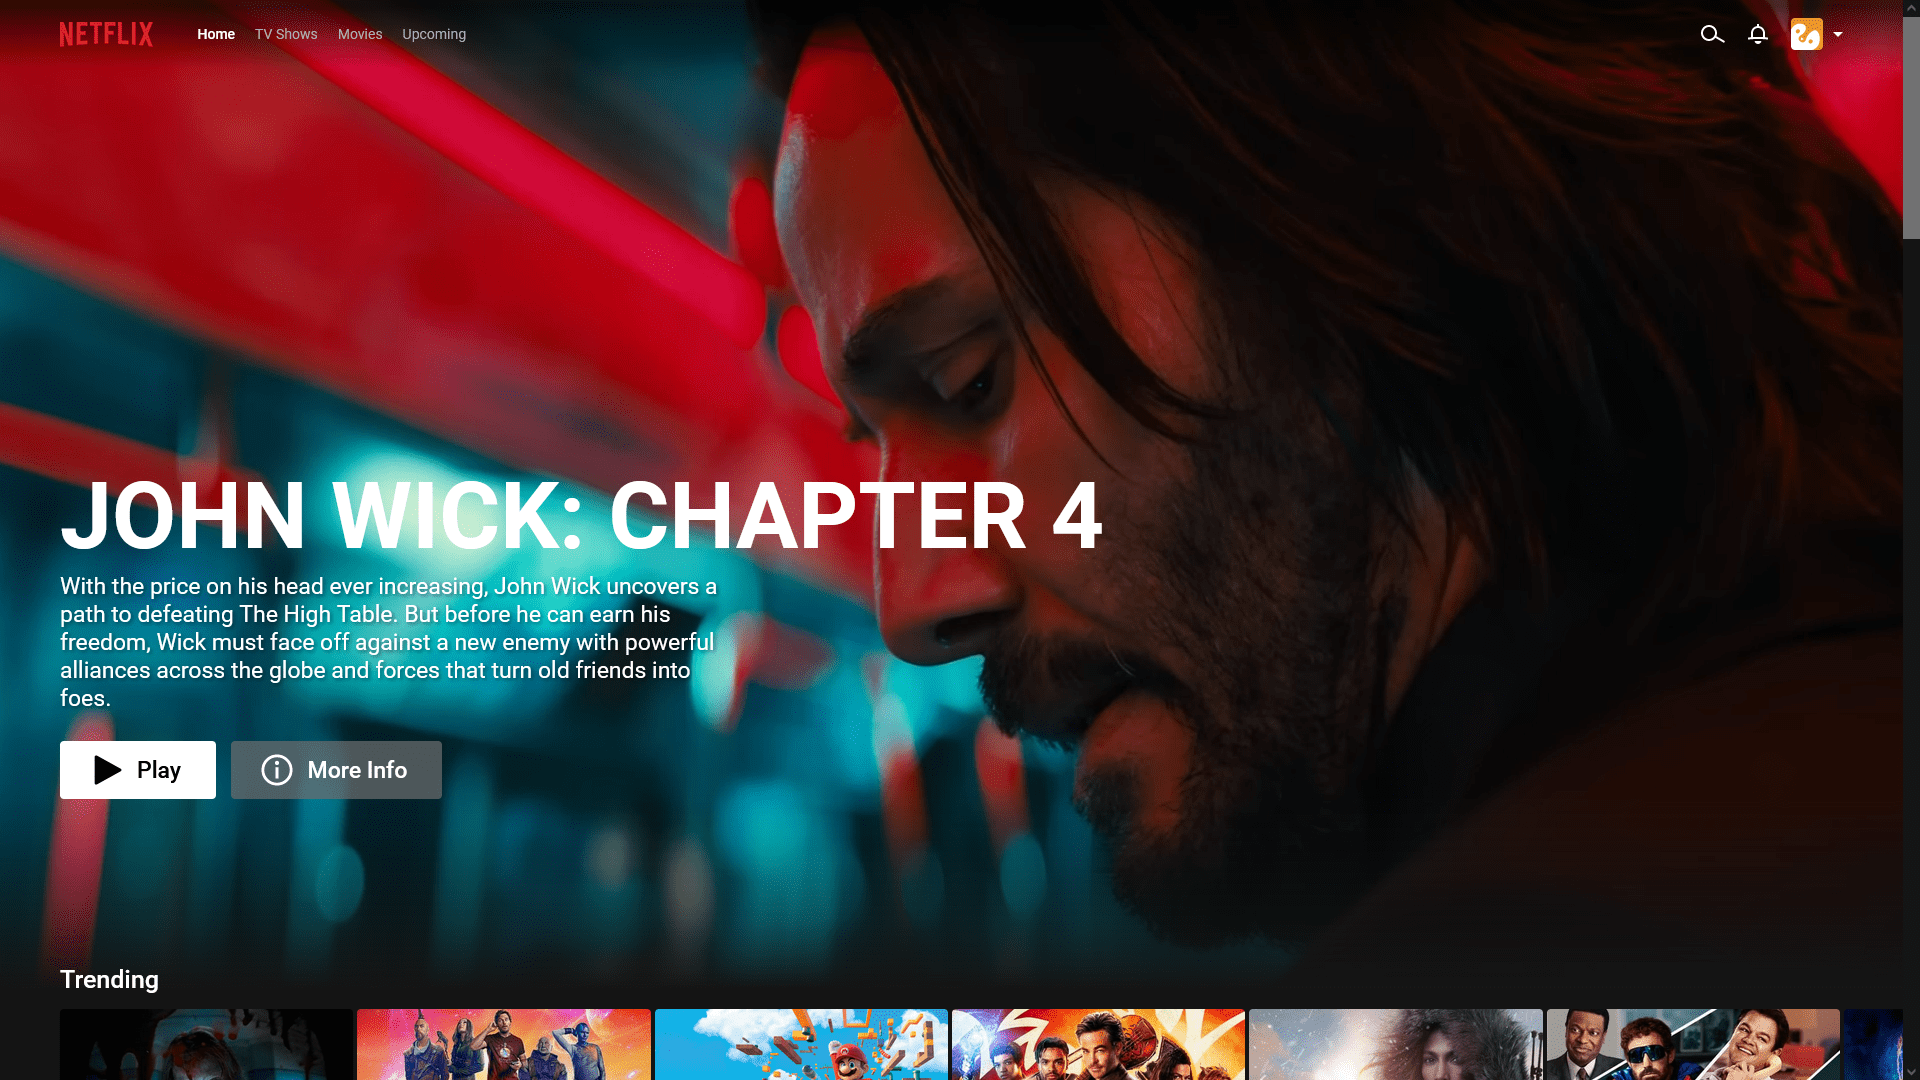 NETFLIX
Home
TV Shows
Movies
Upcoming
JOHN WICK: CHAPTER 4
With the price on his head ever increasing, John Wick uncovers a
path to defeating The High Table. But before he can earn his
freedom, Wick must face off against a new enemy with powerful
alliances across the globe and forces that turn old friends into
foes.
Play
More Info
Trending